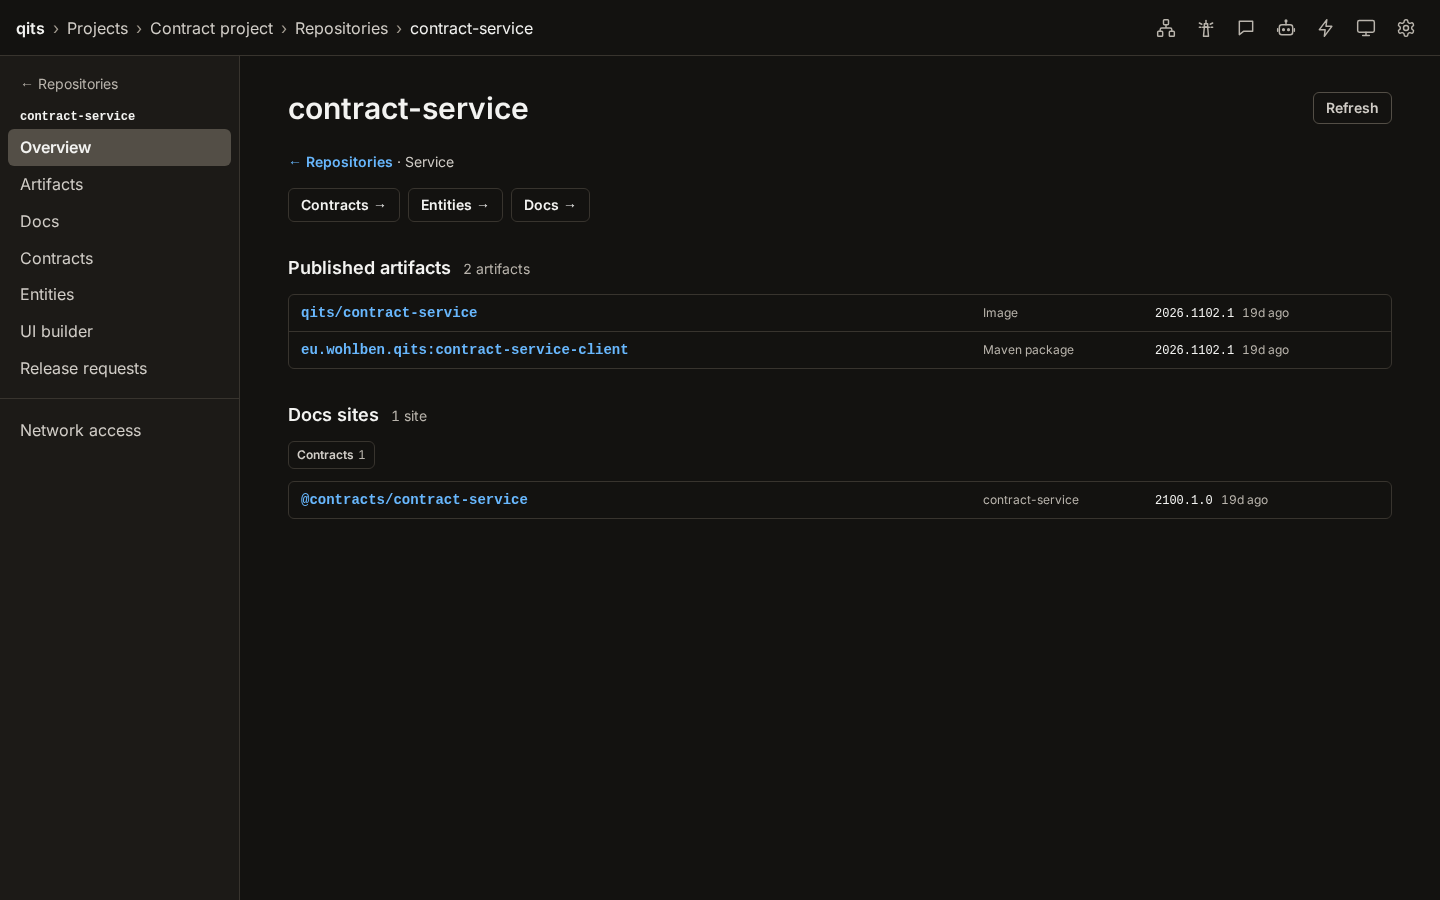 qits › Projects › Contract project › Repositories › contract-service
← Repositories
contract-service
Overview
Artifacts
Docs
Contracts
Entities
UI builder
Release requests
Network access
contract-service
Refresh
← Repositories · Service
Contracts →
Entities →
Docs →
Published artifacts 2 artifacts
qits/contract-service Image 2026.1102.1 19d ago
eu.wohlben.qits:contract-service-client Maven package 2026.1102.1 19d ago
Docs sites 1 site
Contracts 1
@contracts/contract-service contract-service 2100.1.0 19d ago